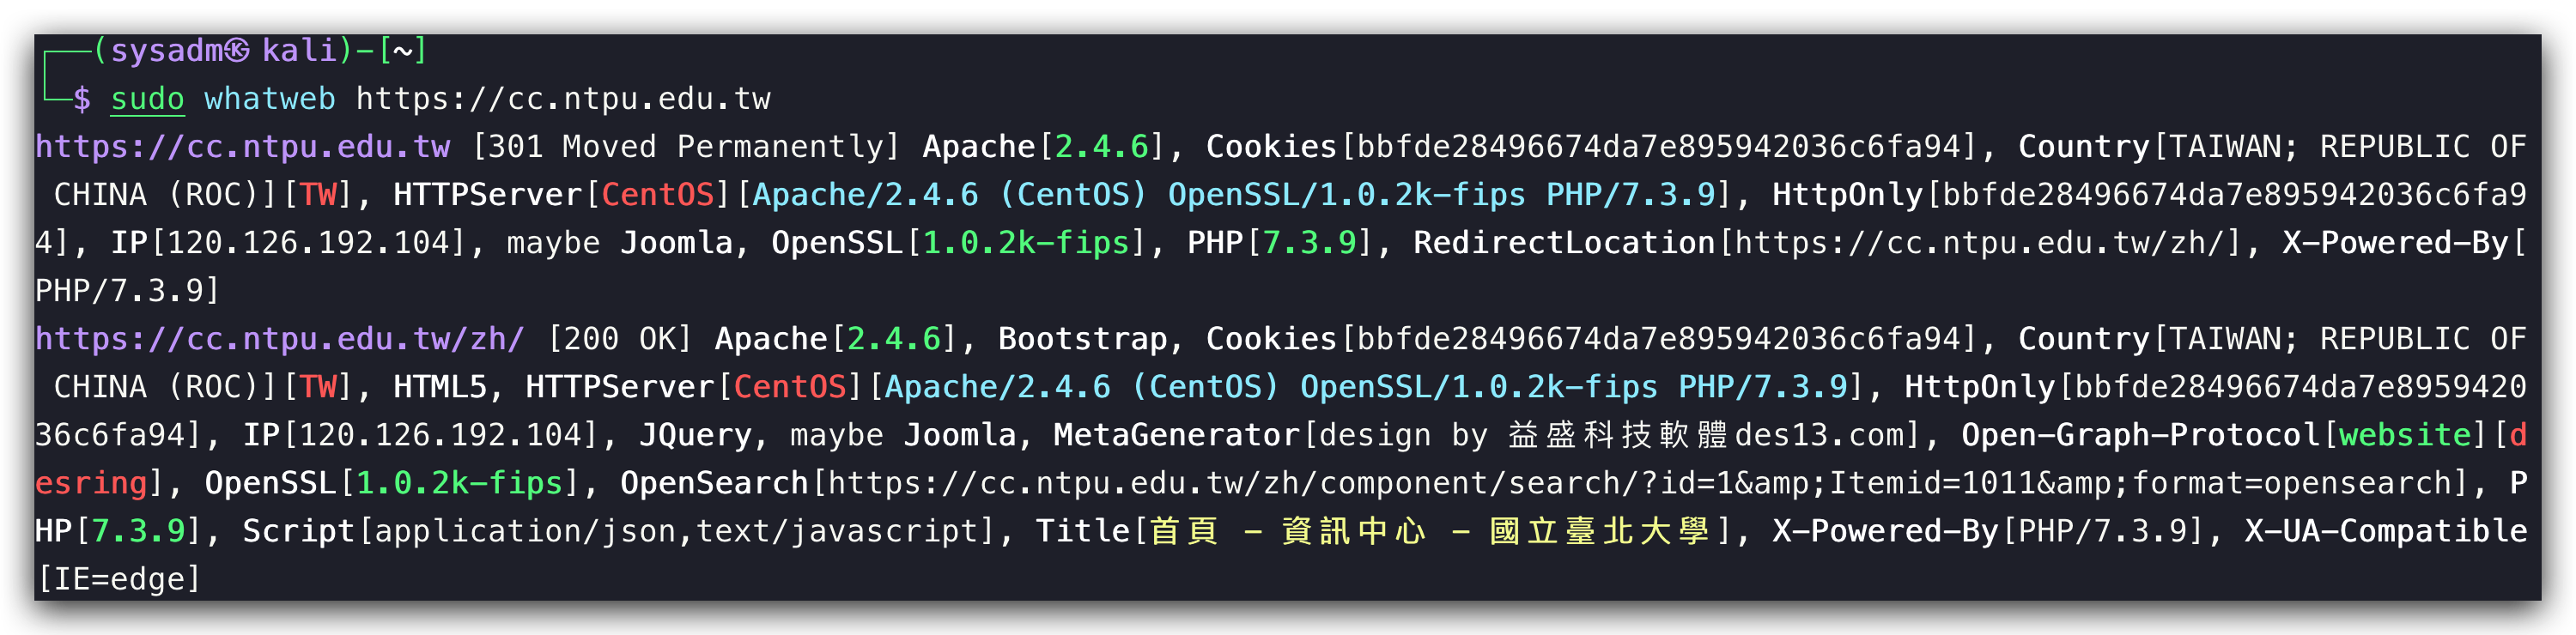 ┌──(sysadm㉿kali)-[~]
└─$ sudo whatweb https://cc.ntpu.edu.tw
https://cc.ntpu.edu.tw [301 Moved Permanently] Apache[2.4.6], Cookies[bbfde28496674da7e895942036c6fa94], Country[TAIWAN; REPUBLIC OF
 CHINA (ROC)][TW], HTTPServer[CentOS][Apache/2.4.6 (CentOS) OpenSSL/1.0.2k-fips PHP/7.3.9], HttpOnly[bbfde28496674da7e895942036c6fa9
4], IP[120.126.192.104], maybe Joomla, OpenSSL[1.0.2k-fips], PHP[7.3.9], RedirectLocation[https://cc.ntpu.edu.tw/zh/], X-Powered-By[
PHP/7.3.9]
https://cc.ntpu.edu.tw/zh/ [200 OK] Apache[2.4.6], Bootstrap, Cookies[bbfde28496674da7e895942036c6fa94], Country[TAIWAN; REPUBLIC OF
 CHINA (ROC)][TW], HTML5, HTTPServer[CentOS][Apache/2.4.6 (CentOS) OpenSSL/1.0.2k-fips PHP/7.3.9], HttpOnly[bbfde28496674da7e8959420
36c6fa94], IP[120.126.192.104], JQuery, maybe Joomla, MetaGenerator[design by 益盛科技軟體des13.com], Open-Graph-Protocol[website][d
esring], OpenSSL[1.0.2k-fips], OpenSearch[https://cc.ntpu.edu.tw/zh/component/search/?id=1&amp;Itemid=1011&amp;format=opensearch], P
HP[7.3.9], Script[application/json,text/javascript], Title[首頁 - 資訊中心 - 國立臺北大學], X-Powered-By[PHP/7.3.9], X-UA-Compatible
[IE=edge]